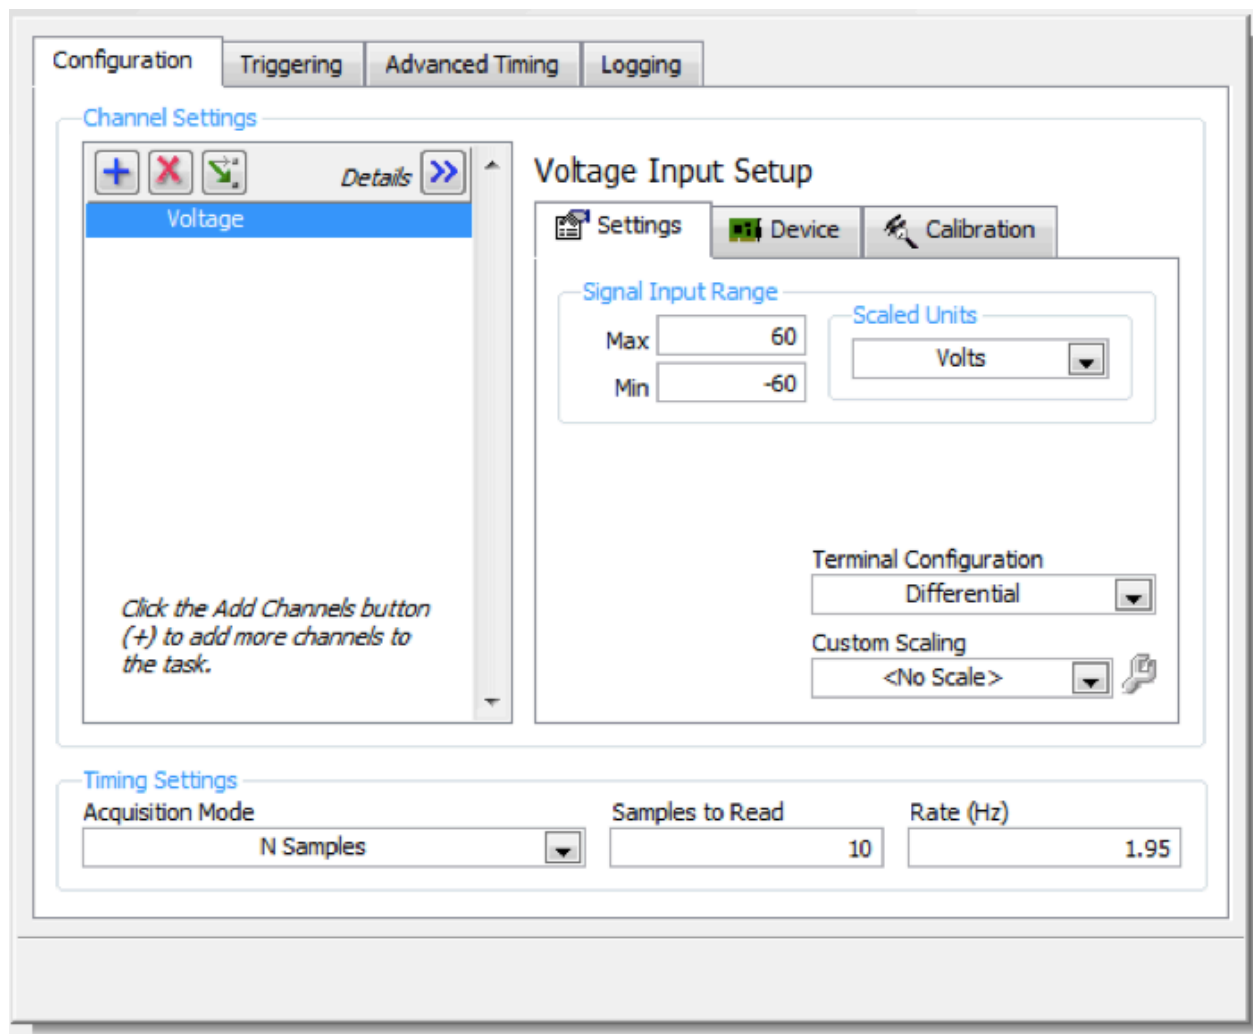 Configuration Triggering Advanced Timing Logging
Channel Settings
Details
Voltage
Click the Add Channels button
(+) to add more channels to
the task.
Voltage Input Setup
Settings Device Calibration
Signal Input Range
Max 60
Min -60
Scaled Units
Volts
Terminal Configuration
Differential
Custom Scaling
<No Scale>
Timing Settings
Acquisition Mode
N Samples
Samples to Read
10
Rate (Hz)
1.95